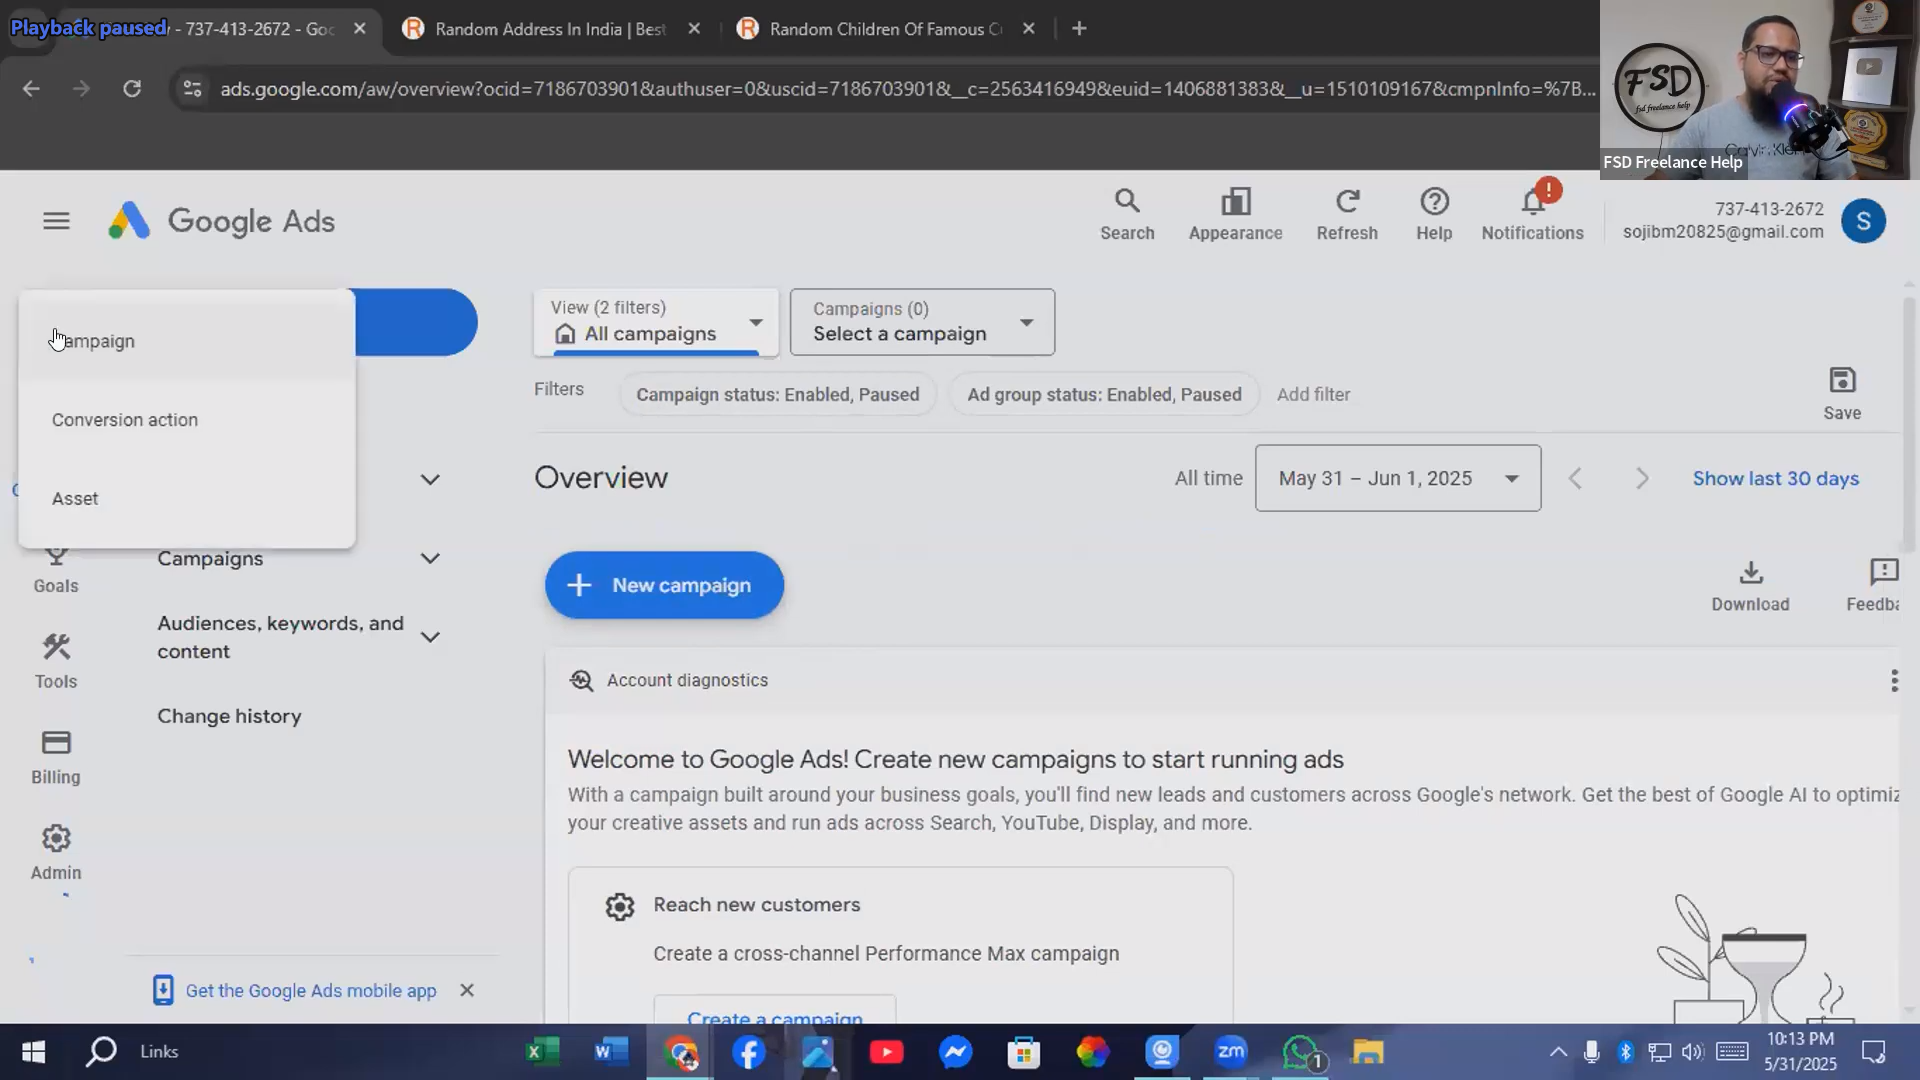 Playback paused
- 737-413-2672 - Goo
Random Address In India | Best
Random Children Of Famous C
ads.google.com/aw/overview?ocid=7186703901&authuser=0&uscid=7186703901&__c=2563416949&euid=1406881383&__u=1510109167&cmpnInfo=%7B...
FSD
fsd freelance help
Calvin Klein
FSD Freelance Help
Google Ads
Search
Appearance
Refresh
Help
Notifications
737-413-2672
sojibm20825@gmail.com
S
Campaign
Conversion action
Asset
View (2 filters)
All campaigns
Campaigns (0)
Select a campaign
Filters
Campaign status: Enabled, Paused
Ad group status: Enabled, Paused
Add filter
Save
Overview
All time
May 31 – Jun 1, 2025
Show last 30 days
Goals
Campaigns
New campaign
Download
Feedba
Audiences, keywords, and
content
Tools
Account diagnostics
Change history
Billing
Welcome to Google Ads! Create new campaigns to start running ads
With a campaign built around your business goals, you'll find new leads and customers across Google's network. Get the best of Google AI to optimiz
your creative assets and run ads across Search, YouTube, Display, and more.
Admin
Reach new customers
Create a cross-channel Performance Max campaign
Create a campaign
Get the Google Ads mobile app
Links
zm
1
10:13 PM
5/31/2025